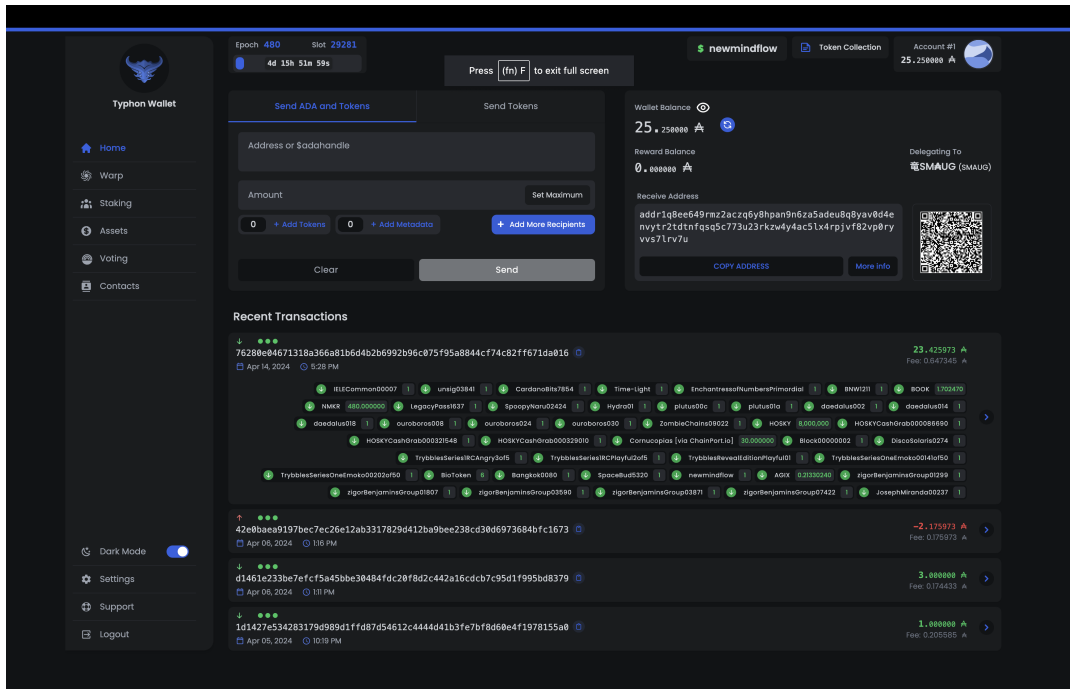 Epoch 480 Slot 29281
4d 15h 51m 59s
Press (fn) F to exit full screen
$ newmindflow
Token Collection
Account #1
25.250000 ₳
Typhon Wallet
Home
Warp
Staking
Assets
Voting
Contacts
Dark Mode
Settings
Support
Logout
Send ADA and Tokens
Send Tokens
Address or $adahandle
Amount
Set Maximum
0 + Add Tokens 0 + Add Metadata
+ Add More Recipients
Clear
Send
Wallet Balance
25.250000 ₳
Reward Balance
0.000000 ₳
Delegating To
竜SM₳UG (SMAUG)
Receive Address
addr1q8ee649rmz2aczq6y8hpan9n6za5adeu8q8yav0d4e
nvytr2tdtnfqsq5c773u23rkzw4y4ac5lx4rpjvf82vp0ry
vvs7lrv7u
COPY ADDRESS
More info
Recent Transactions
76280e04671318a366a81b6d4b2b6992b96c075f95a8844cf74c82ff671da016
Apr 14, 2024 5:28 PM
23.425973 ₳
Fee: 0.647345 ₳
IELECommon00007 1 unsig03841 1 CardanoBits7654 1 Time-Light 1 EnchantressofNumbersPrimordial 1 BNW1211 1 BOOK 1.702470
NMKR 480.000000 LegacyPass1637 1 SpoopyNaru02424 1 Hydra01 1 plutus00c 1 plutus01a 1 daedalus002 1 daedalus014 1
daedalus018 1 ouroboros008 1 ouroboros024 1 ouroboros030 1 ZombieChains09022 1 HOSKY 8,000,000 HOSKYCashGrab000086690 1
HOSKYCashGrab000321548 1 HOSKYCashGrab000329010 1 Cornucopias [via ChainPort.io] 30.000000 Block00000002 1 DiscoSolaris0274 1
TrybblesSeries1RCAngry3of5 1 TrybblesSeries1RCPlayful2of5 1 TrybblesRevealEditionPlayful01 1 TrybblesSeriesOneEmoko00141of50 1
TrybblesSeriesOneEmoko00202of50 1 BioToken 6 Bangkok0080 1 SpaceBud5320 1 newmindflow 1 AGIX 0.21330240 zigorBenjaminsGroup01299 1
zigorBenjaminsGroup01807 1 zigorBenjaminsGroup03590 1 zigorBenjaminsGroup03871 1 zigorBenjaminsGroup07422 1 JosephMiranda00237 1
42e0baea9197bec7ec26e12ab3317829d412ba9bee238cd30d6973684bfc1673
Apr 06, 2024 1:16 PM
-2.175973 ₳
Fee: 0.175973 ₳
d1461e233be7efcf5a45bbe30484fdc20f8d2c442a16cdcb7c95d1f995bd8379
Apr 06, 2024 1:11 PM
3.000000 ₳
Fee: 0.174433 ₳
1d1427e534283179d989d1ffd87d54612c4444d41b3fe7bf8d60e4f1978155a0
Apr 05, 2024 10:19 PM
1.000000 ₳
Fee: 0.205585 ₳